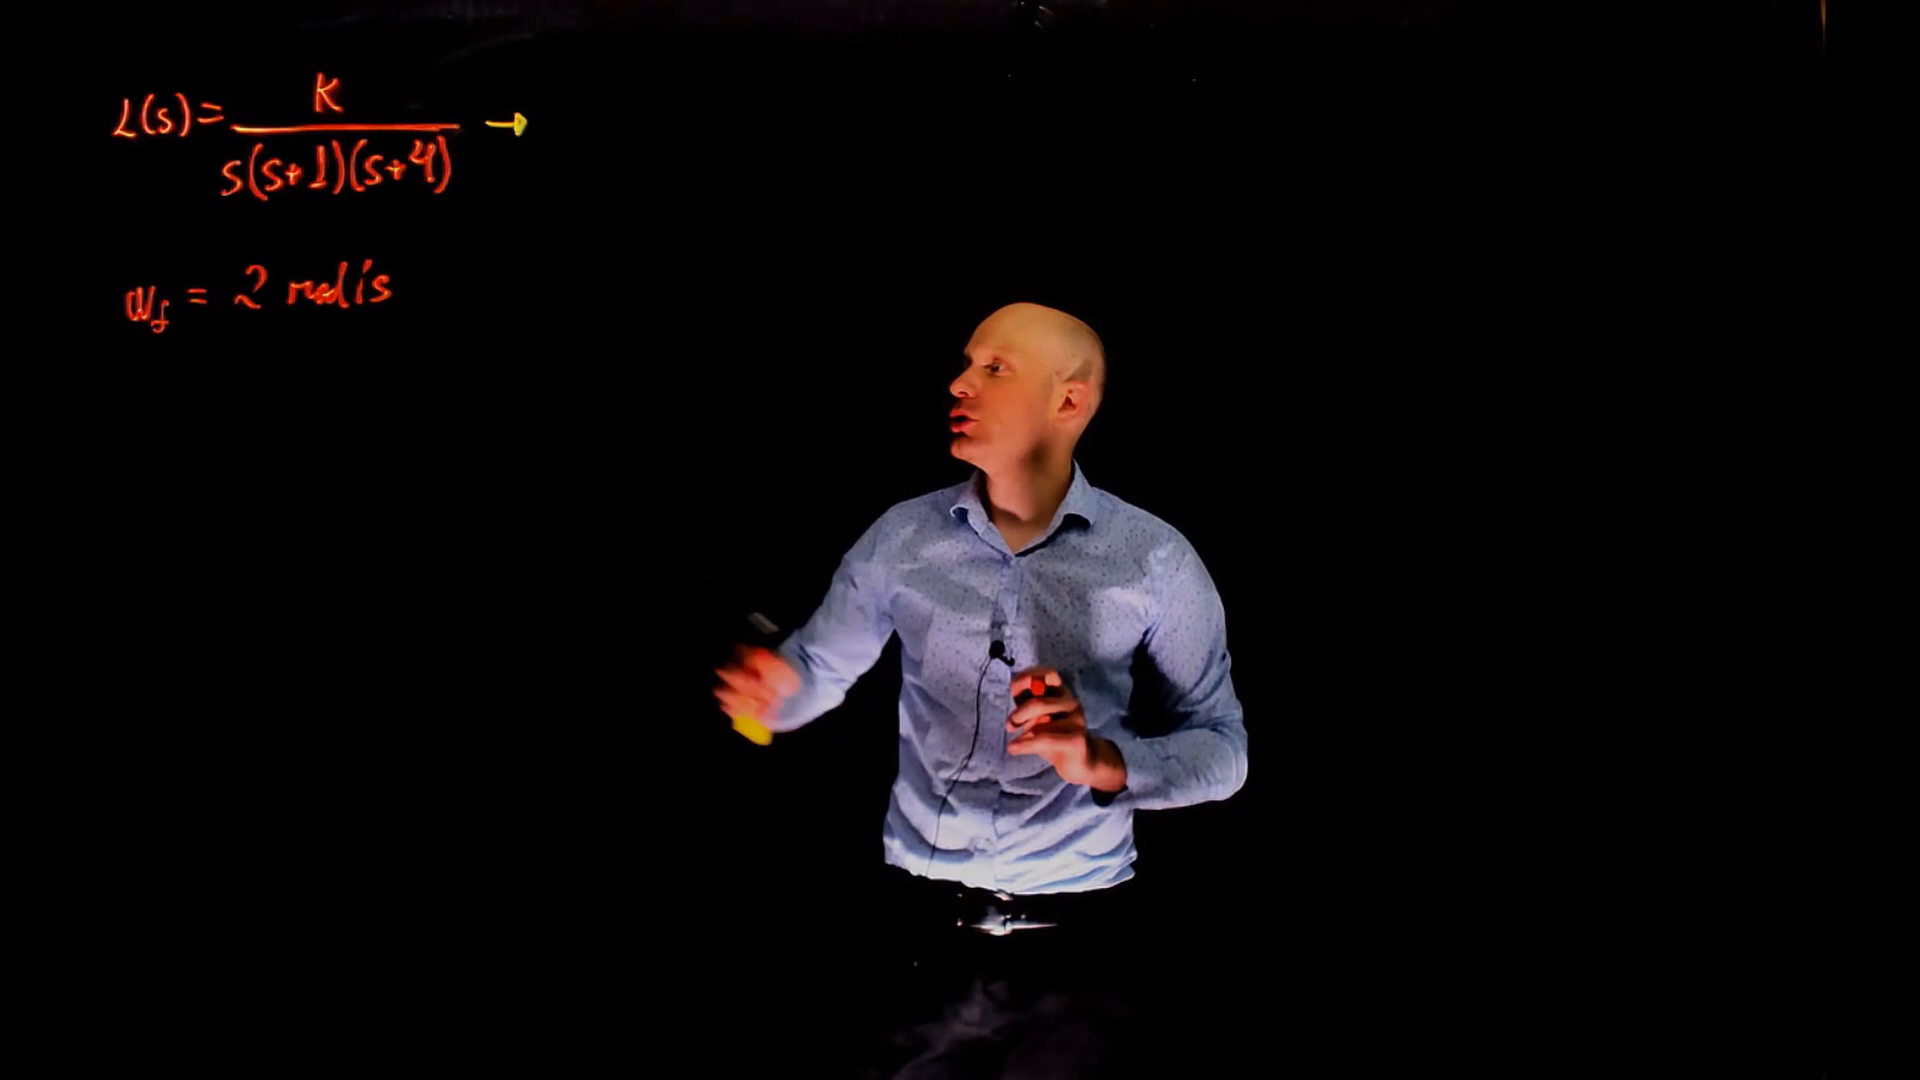 L(s) = K / s(s+1)(s+4) →
ω_f = 2 rad/s